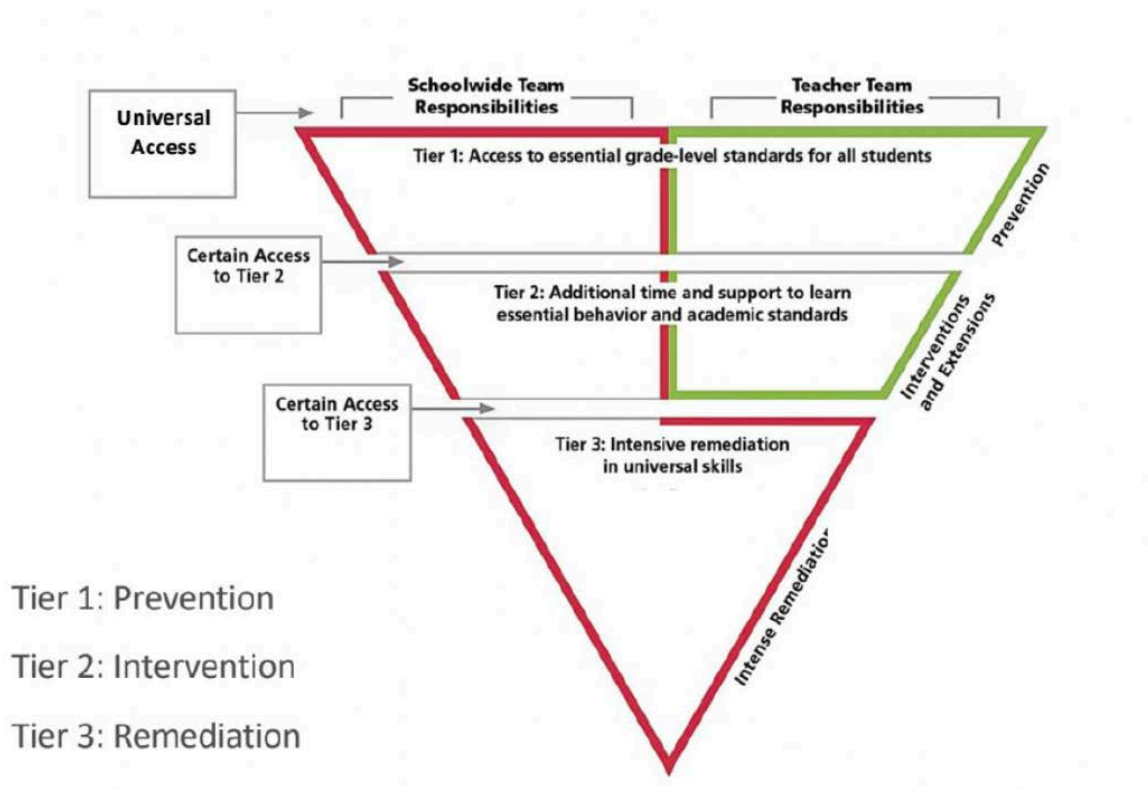 Schoolwide Team
Responsibilities
Teacher Team
Responsibilities
Universal
Access
Tier 1: Access to essential grade-level standards for all students
Prevention
Certain Access
to Tier 2
Tier 2: Additional time and support to learn
essential behavior and academic standards
Interventions
and Extensions
Certain Access
to Tier 3
Tier 3: Intensive remediation
in universal skills
Intense Remediation
Tier 1: Prevention
Tier 2: Intervention
Tier 3: Remediation